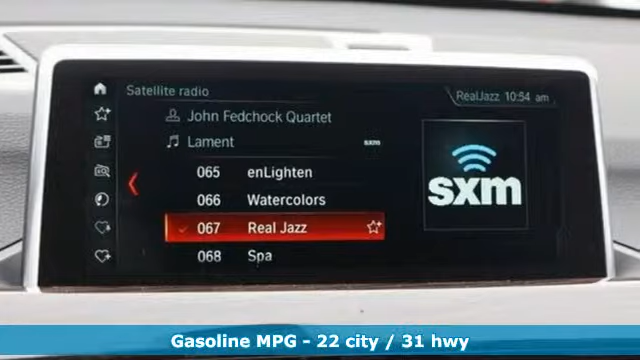 Satellite radio
RealJazz 10:54 am
John Fedchock Quartet
Lament
sxm
065 enLighten
066 Watercolors
067 Real Jazz
068 Spa
sxm
Gasoline MPG - 22 city / 31 hwy